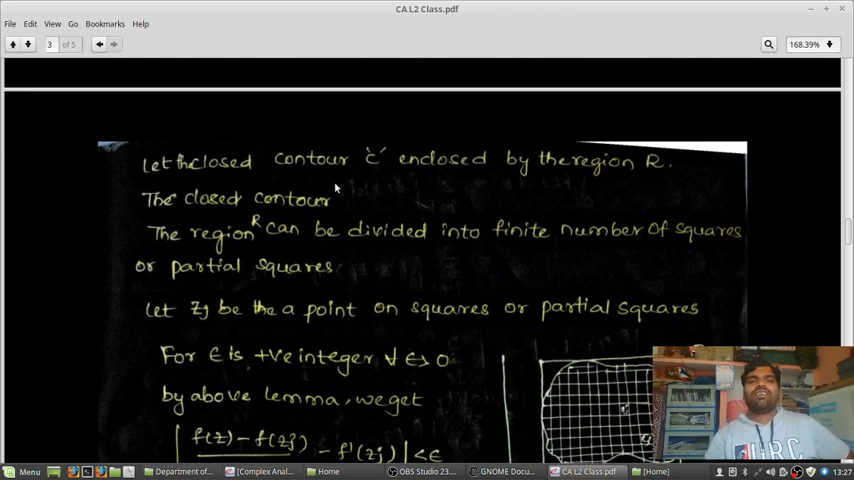 CA L2 Class.pdf
File Edit View Go Bookmarks Help
3 of 5 168.39%
Let the closed contour 'c' enclosed by the region R.
The closed contour
The region R can be divided into finite number of squares
or partial squares
Let zj be the a point on squares or partial squares
For ∈ is +ve integer ∀ ∈>0
by above lemma, we get
| f(z) - f(zj) / - f'(zj) | < ∈
Menu Department of... [Complex Anal... Home OBS Studio 23.... GNOME Docu... CA L2 Class.pdf [Home] 13:27